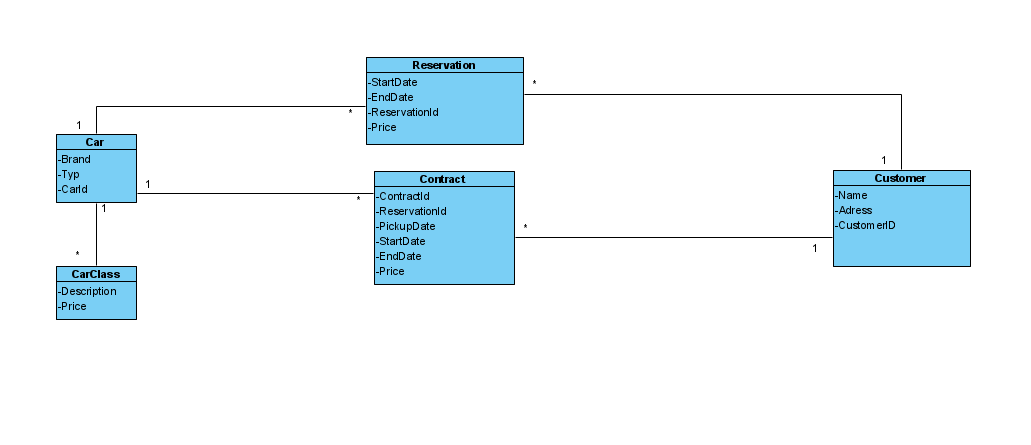 Reservation
-StartDate
-EndDate
-ReservationId
-Price
*
*
1
1
Car
-Brand
-Typ
-CarId
1
*
1
*
CarClass
-Description
-Price
Contract
-ContractId
-ReservationId
-PickupDate
-StartDate
-EndDate
-Price
*
1
Customer
-Name
-Adress
-CustomerID